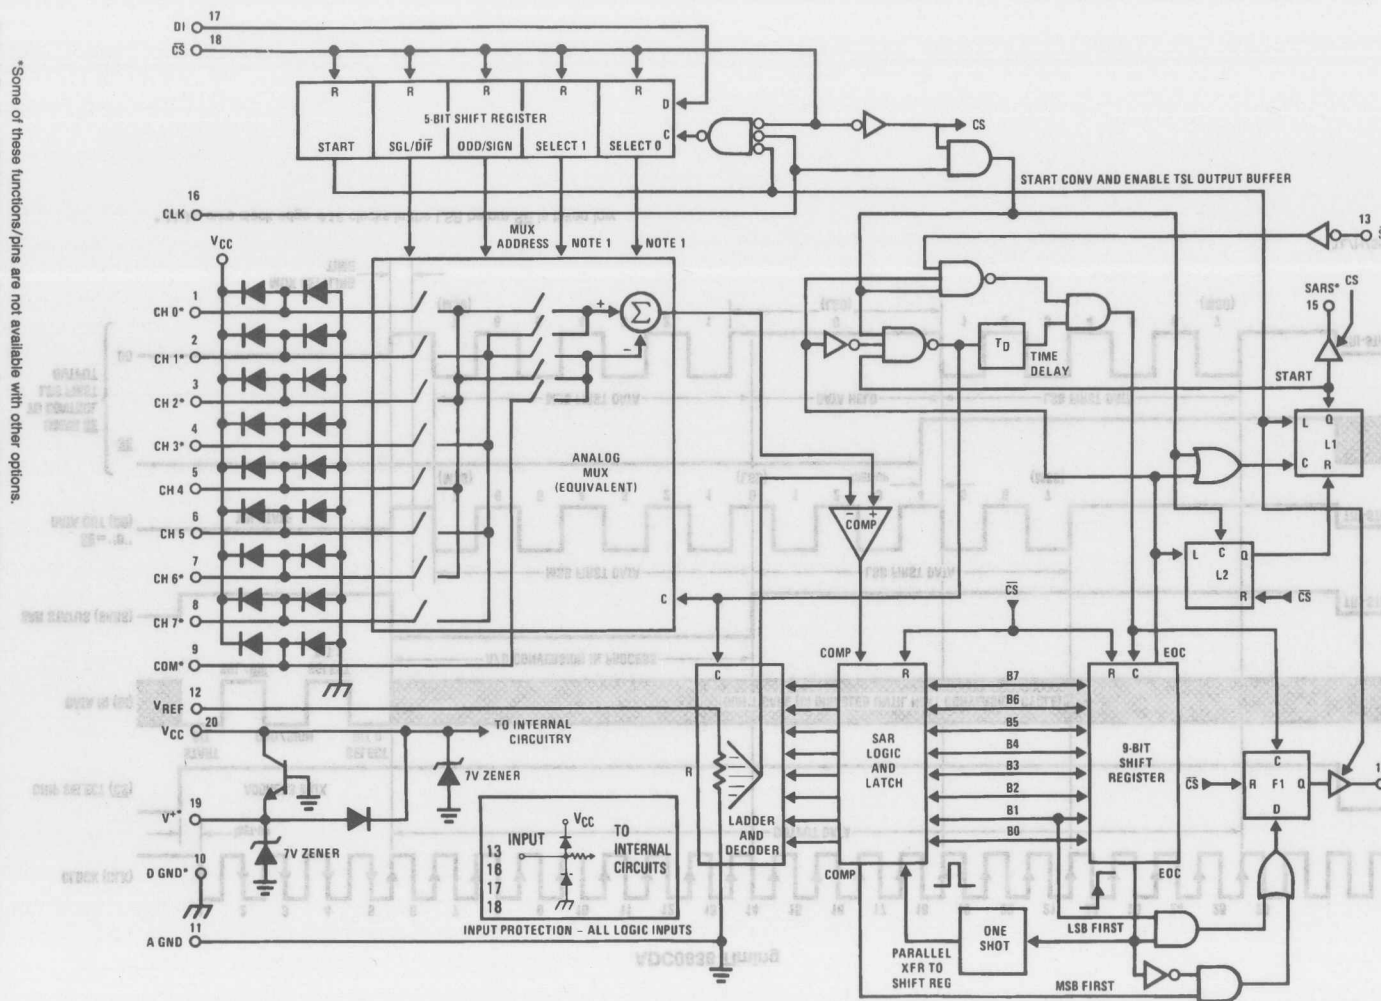 DI 17
CS 18
R R R R R
D
5-BIT SHIFT REGISTER
C
START SGL/DIF ODD/SIGN SELECT 1 SELECT 0
CS
START CONV AND ENABLE TSL OUTPUT BUFFER
16
CLK
VCC
MUX ADDRESS NOTE 1 NOTE 1
13
SARS* CS
15
1
CH 0*
2
CH 1*
3
CH 2*
4
CH 3*
5
CH 4
6
CH 5
7
CH 6*
8
CH 7*
9
COM*
+
Σ
−
ANALOG
MUX
(EQUIVALENT)
C
TD
TIME
DELAY
START
L Q
L1
C R
− +
COMP
L C Q
L2
R CS
CS
COMP R R C EOC
C
12
VREF
20
VCC
TO INTERNAL
CIRCUITRY
7V ZENER
19
V+*
7V ZENER
10
D GND*
11
A GND
R
LADDER
AND
DECODER
SAR
LOGIC
AND
LATCH
B7
B6
B5
B4
B3
B2
B1
B0
9-BIT
SHIFT
REGISTER
CS
C
R F1 Q
D
COMP
EOC
VCC
INPUT
13
16
17
18
TO
INTERNAL
CIRCUITS
INPUT PROTECTION – ALL LOGIC INPUTS
PARALLEL
XFR TO
SHIFT REG
ONE
SHOT
LSB FIRST
MSB FIRST
*Some of these functions/pins are not available with other options.